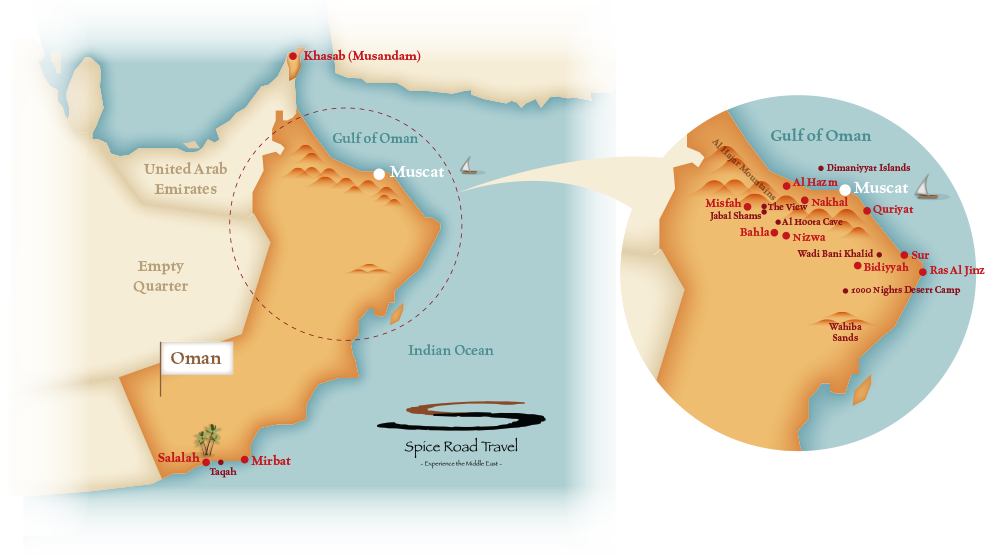 Khasab (Musandam)
Gulf of Oman
United Arab
Emirates
Muscat
Empty
Quarter
Oman
Indian Ocean
Spice Road Travel
- Experience the Middle East -
Salalah
Taqah
Mirbat
Gulf of Oman
Al Hajar Mountains
Dimaniyyat Islands
Al Hazm
Muscat
Misfah
The View
Nakhal
Quriyat
Jabal Shams
Al Hoota Cave
Bahla
Nizwa
Wadi Bani Khalid
Sur
Bidiyyah
Ras Al Jinz
1000 Nights Desert Camp
Wahiba
Sands